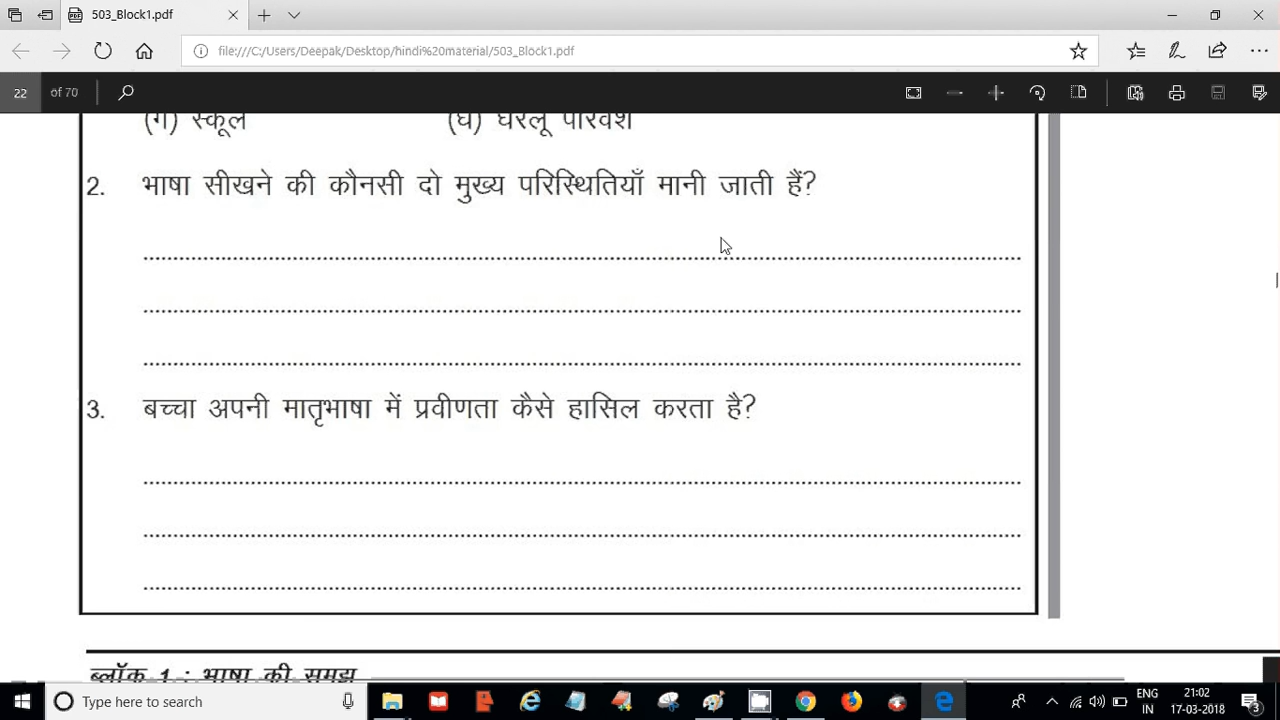 503_Block1.pdf
file:///C:/Users/Deepak/Desktop/hindi%20material/503_Block1.pdf
22 of 70
(ग) स्कूल (घ) घरेलू परिवेश
2. भाषा सीखने की कौनसी दो मुख्य परिस्थितियाँ मानी जाती हैं?
3. बच्चा अपनी मातृभाषा में प्रवीणता कैसे हासिल करता है?
ब्लॉक 1 : भाषा की समझ
Type here to search
ENG
IN
21:02
17-03-2018
3